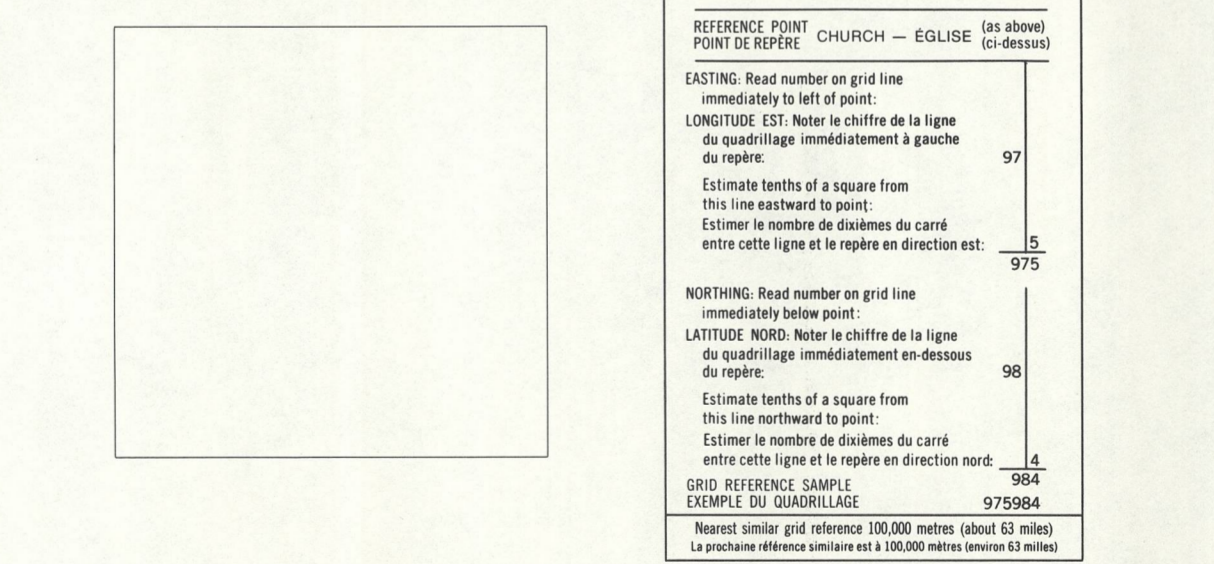 REFERENCE POINT CHURCH — ÉGLISE (as above)
POINT DE REPÈRE (ci-dessus)
EASTING: Read number on grid line
immediately to left of point:
LONGITUDE EST: Noter le chiffre de la ligne
du quadrillage immédiatement à gauche
du repère: 97
Estimate tenths of a square from
this line eastward to point:
Estimer le nombre de dixièmes du carré
entre cette ligne et le repère en direction est: 5
975
NORTHING: Read number on grid line
immediately below point:
LATITUDE NORD: Noter le chiffre de la ligne
du quadrillage immédiatement en-dessous
du repère: 98
Estimate tenths of a square from
this line northward to point:
Estimer le nombre de dixièmes du carré
entre cette ligne et le repère en direction nord: 4
984
GRID REFERENCE SAMPLE
EXEMPLE DU QUADRILLAGE 975984
Nearest similar grid reference 100,000 metres (about 63 miles)
La prochaine référence similaire est à 100,000 mètres (environ 63 milles)